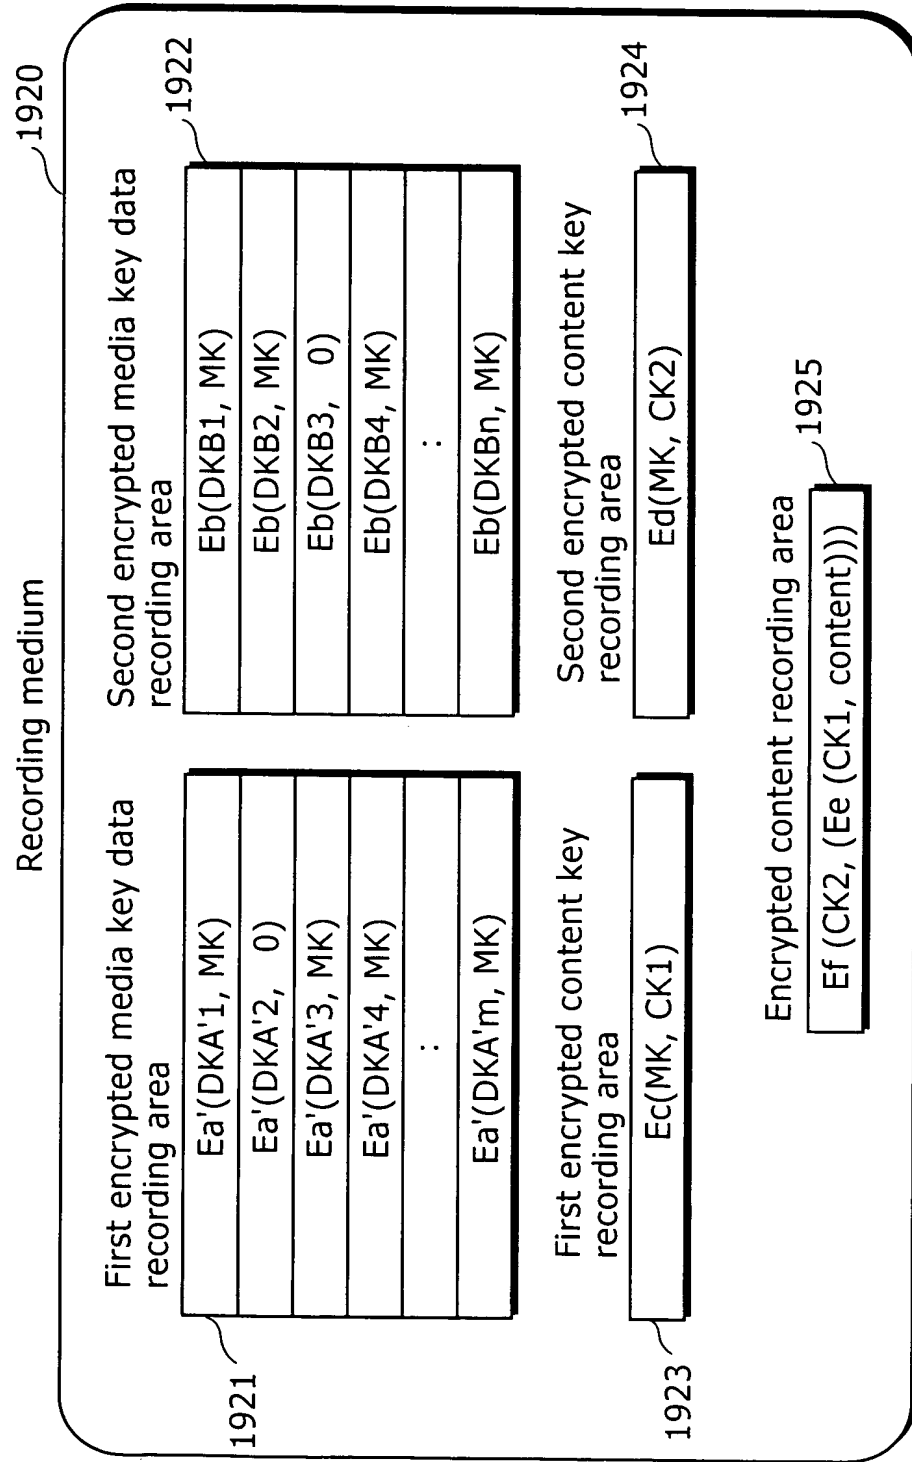 Recording medium
1920
First encrypted media key data
recording area
1921
Ea'(DKA'1, MK)
Ea'(DKA'2, 0)
Ea'(DKA'3, MK)
Ea'(DKA'4, MK)
:
Ea'(DKA'm, MK)
Second encrypted media key data
recording area
1922
Eb(DKB1, MK)
Eb(DKB2, MK)
Eb(DKB3, 0)
Eb(DKB4, MK)
:
Eb(DKBn, MK)
First encrypted content key
recording area
1923
Ec(MK, CK1)
Second encrypted content key
recording area
1924
Ed(MK, CK2)
Encrypted content recording area
1925
Ef (CK2, (Ee (CK1, content)))